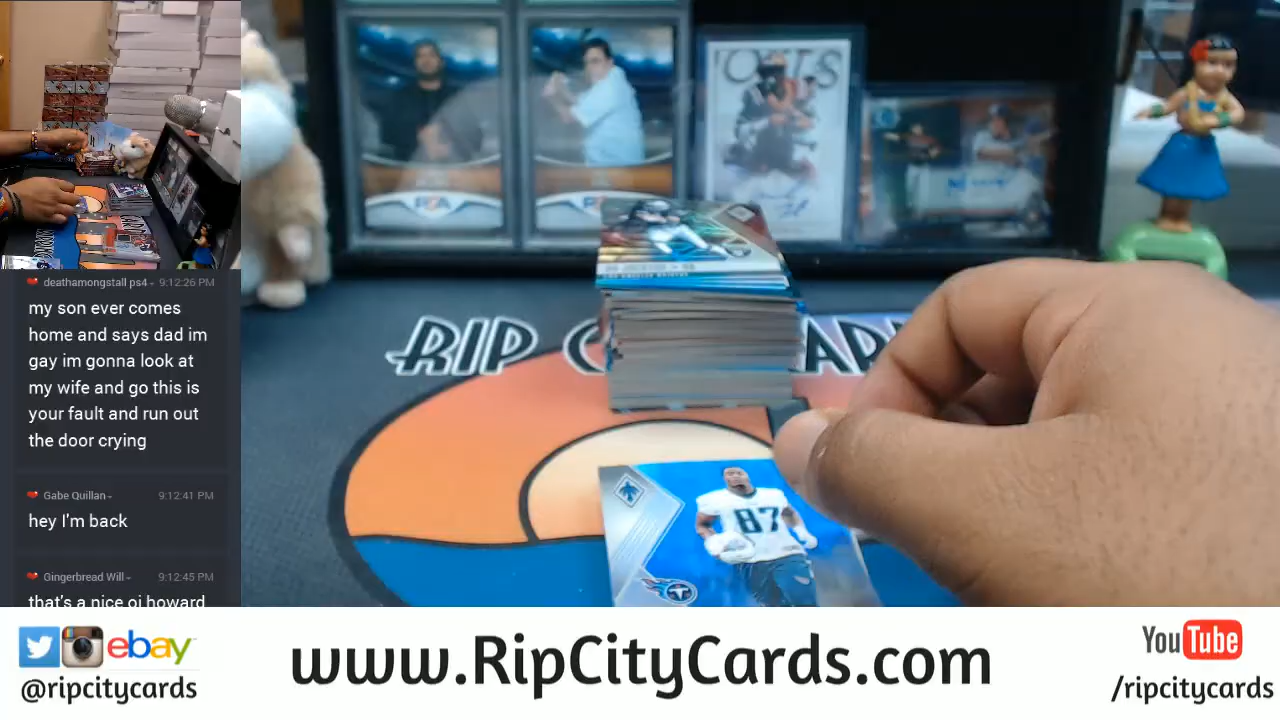 deathamongstall ps4 9:12:26 PM
my son ever comes
home and says dad im
gay im gonna look at
my wife and go this is
your fault and run out
the door crying
Gabe Quillan 9:12:41 PM
hey I'm back
Gingerbread Will 9:12:45 PM
that's a nice oj howard
RIP C ARD
87
ebay
@ripcitycards
www.RipCityCards.com
YouTube
/ripcitycards